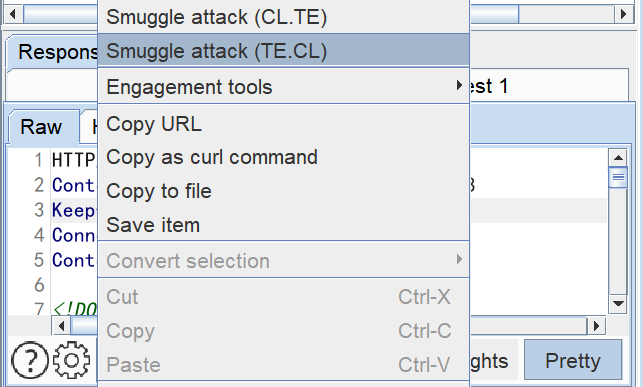 Smuggle attack (CL.TE)
Smuggle attack (TE.CL)
Engagement tools
Copy URL
Copy as curl command
Copy to file
Save item
Convert selection
Cut Ctrl-X
Copy Ctrl-C
Paste Ctrl-V
Respons
est 1
Raw H
1 HTTP
2 Cont 8
3 Keep
4 Conn
5 Cont
6
7 <!DO
? ghts Pretty